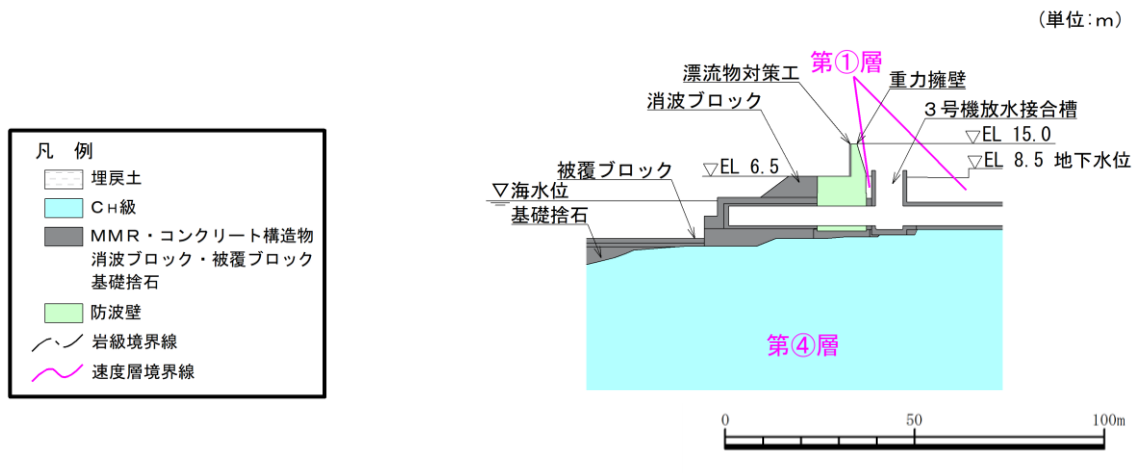 (単位:m)
第①層
漂流物対策工
重力擁壁
消波ブロック
3号機放水接合槽
▽EL 15.0
▽EL 8.5 地下水位
被覆ブロック
▽EL 6.5
▽海水位
基礎捨石
第④層
凡 例
埋戻土
CH級
MMR・コンクリート構造物
消波ブロック・被覆ブロック
基礎捨石
防波壁
岩級境界線
速度層境界線
0 50 100m